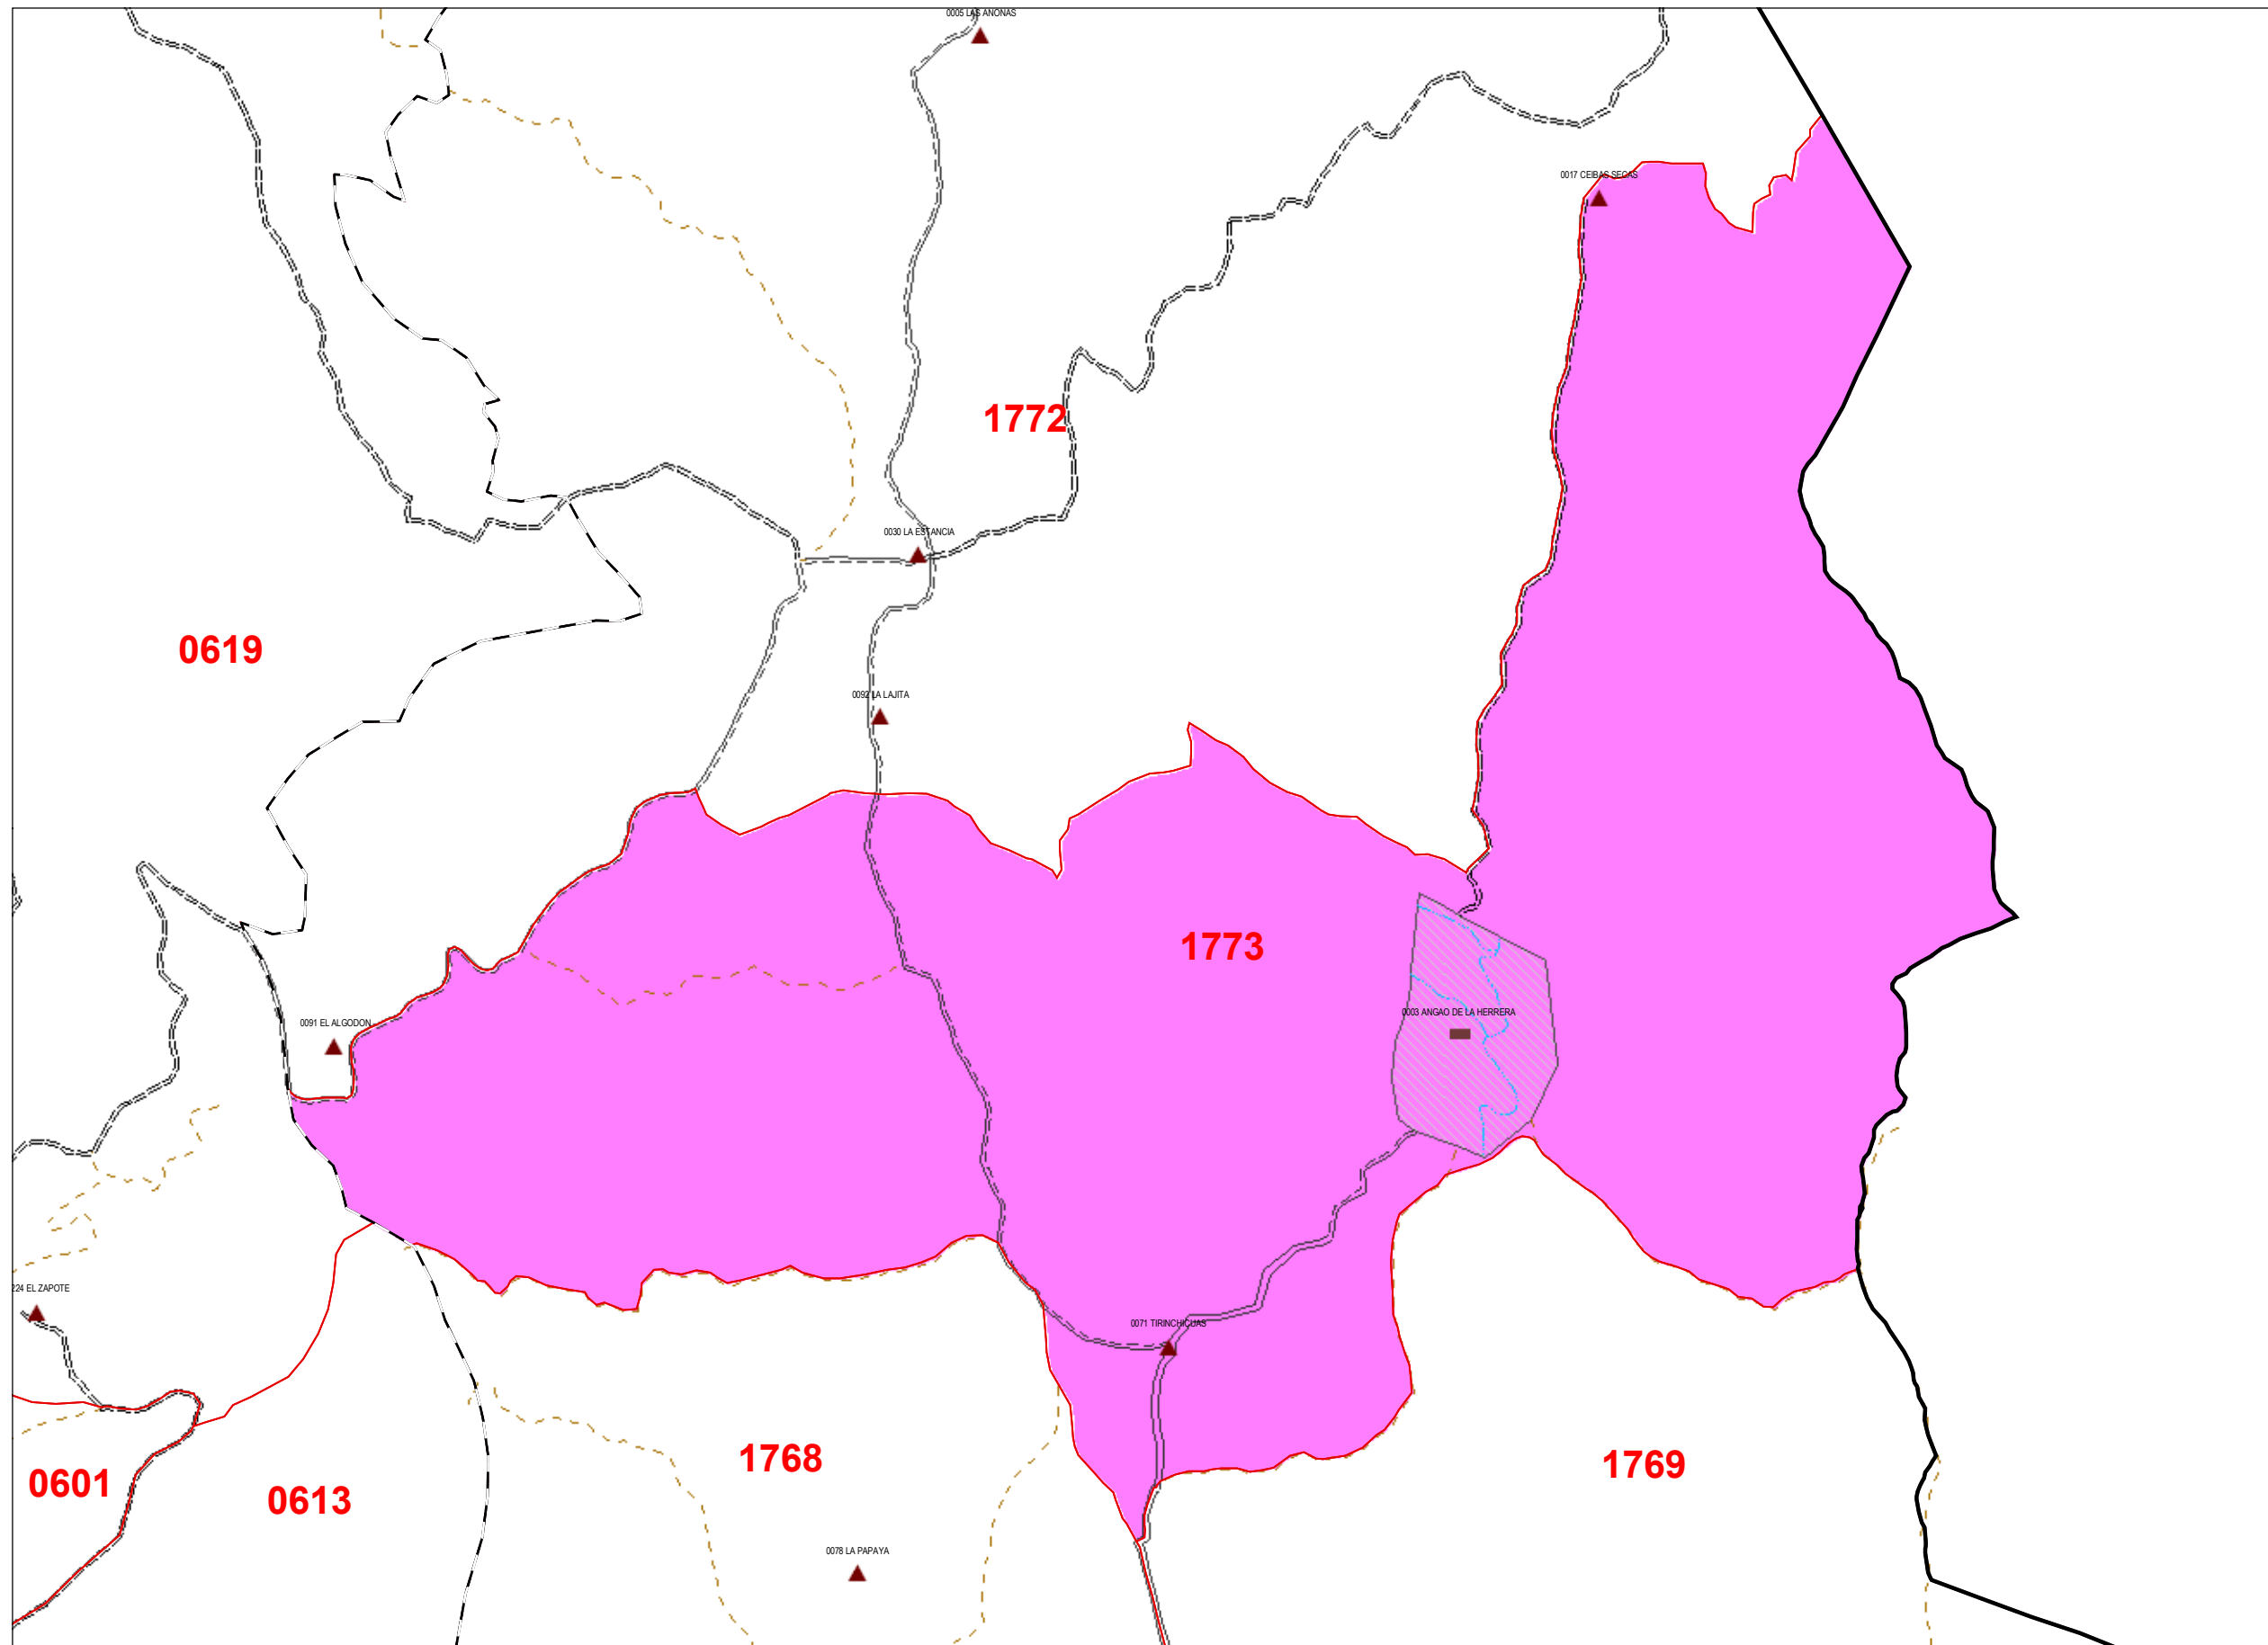 0005 LAS ANONAS
0017 CEIBAS SECAS
1772
0030 LA ESTANCIA
0619
0092 LA LAJITA
1773
0003 ANGAO DE LA HERRERA
0091 EL ALGODON
224 EL ZAPOTE
0071 TIRINCHICUAS
1768
1769
0601
0613
0078 LA PAPAYA